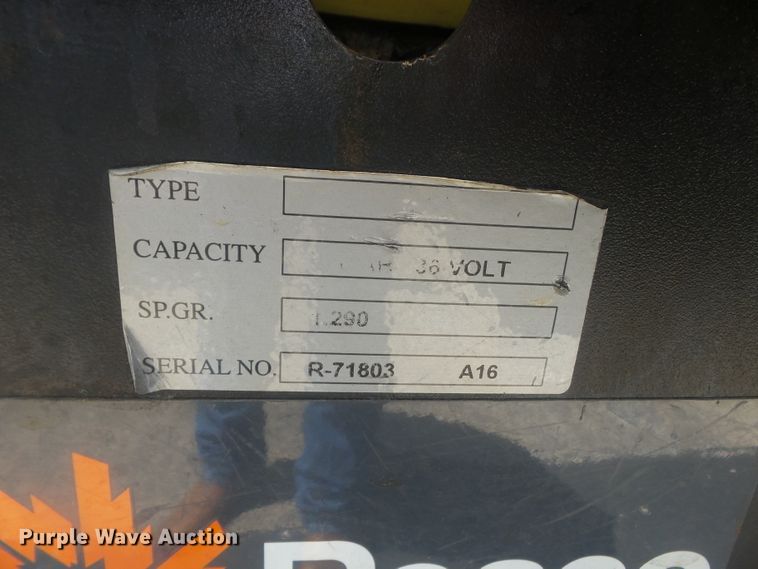 TYPE
CAPACITY 36 VOLT
SP.GR. 1.290
SERIAL NO. R-71803 A16
Purple Wave Auction